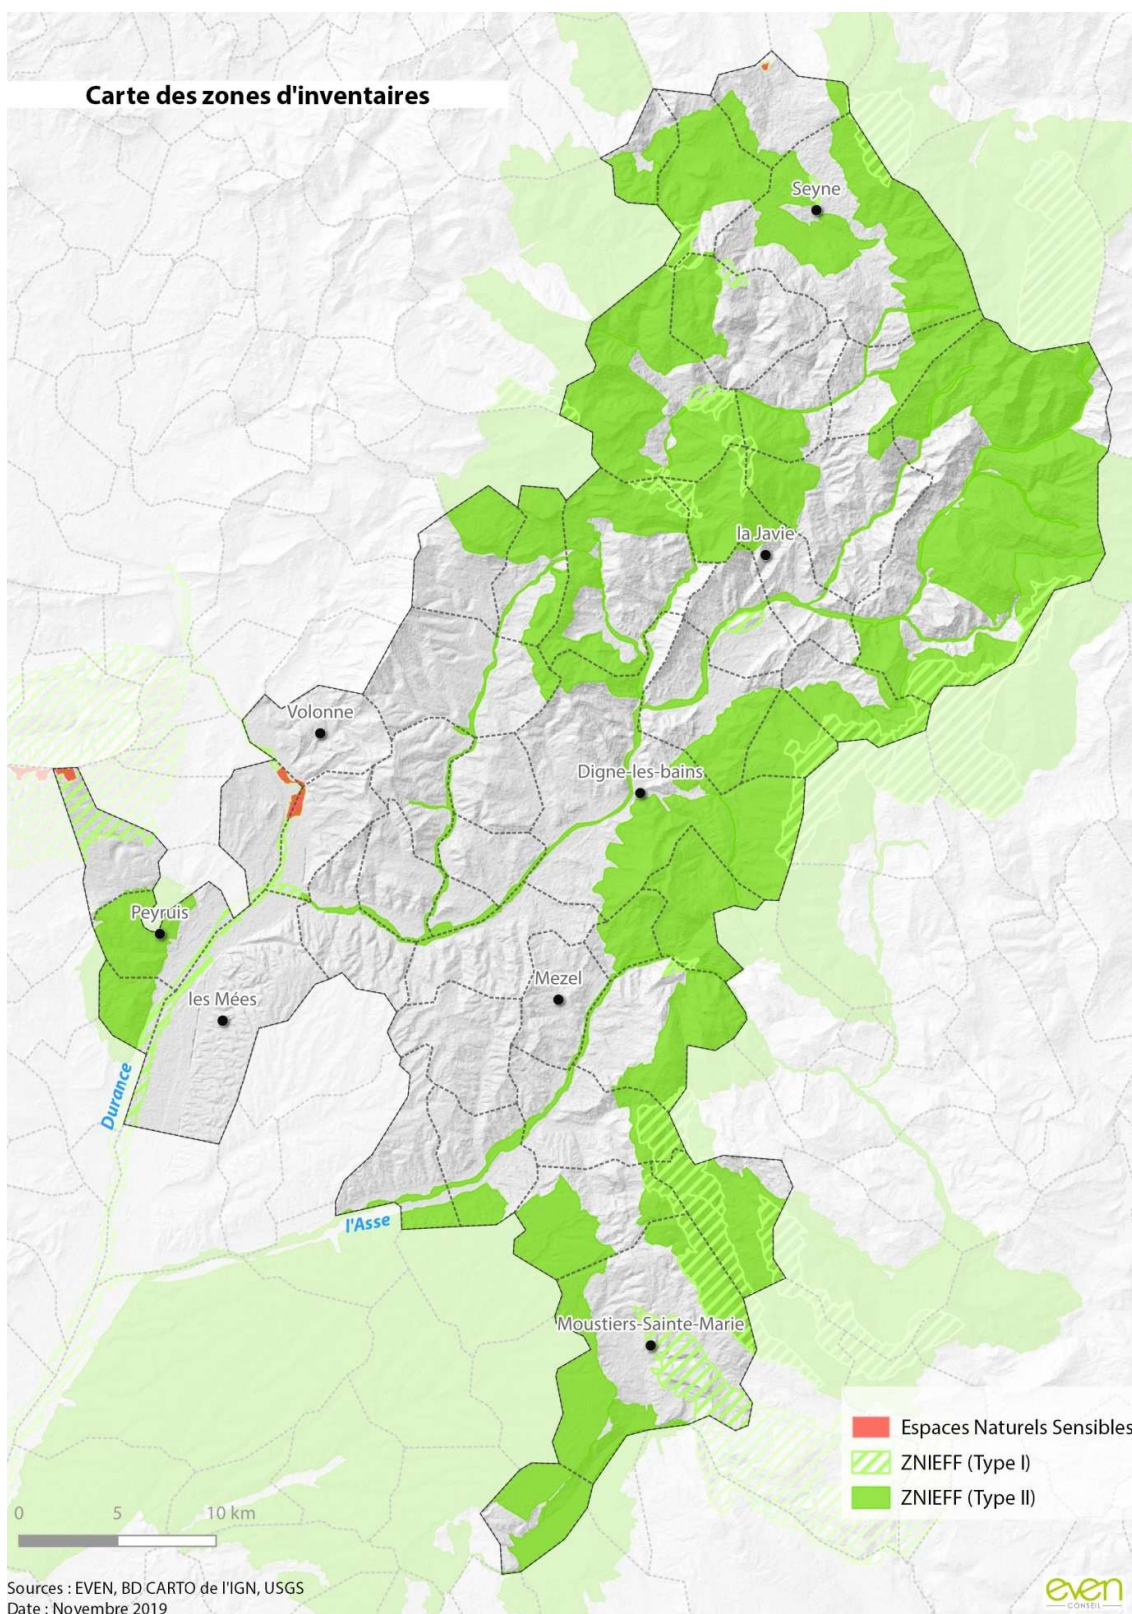 Carte des zones d'inventaires
Seyne
la Javie
Volonne
Digne-les-bains
Peyruis
Mezel
les Mées
Durance
l'Asse
Moustiers-Sainte-Marie
Espaces Naturels Sensibles
ZNIEFF (Type I)
ZNIEFF (Type II)
0 5 10 km
Sources : EVEN, BD CARTO de l'IGN, USGS
Date : Novembre 2019
even
CONSEIL